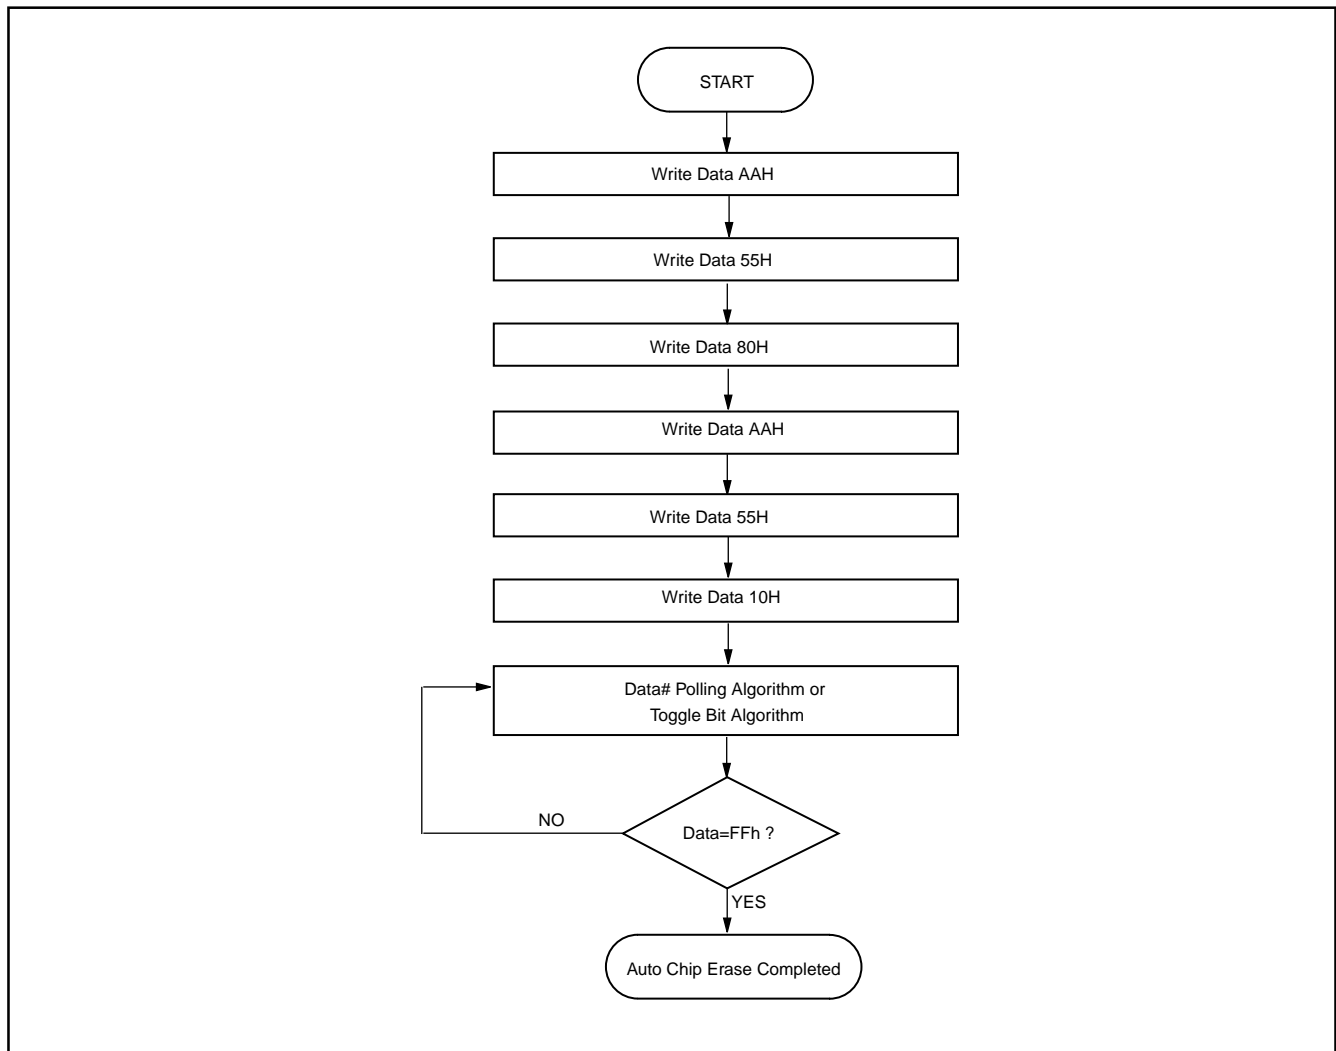 START
Write Data AAH
Write Data 55H
Write Data 80H
Write Data AAH
Write Data 55H
Write Data 10H
Data# Polling Algorithm or
Toggle Bit Algorithm
NO
Data=FFh ?
YES
Auto Chip Erase Completed